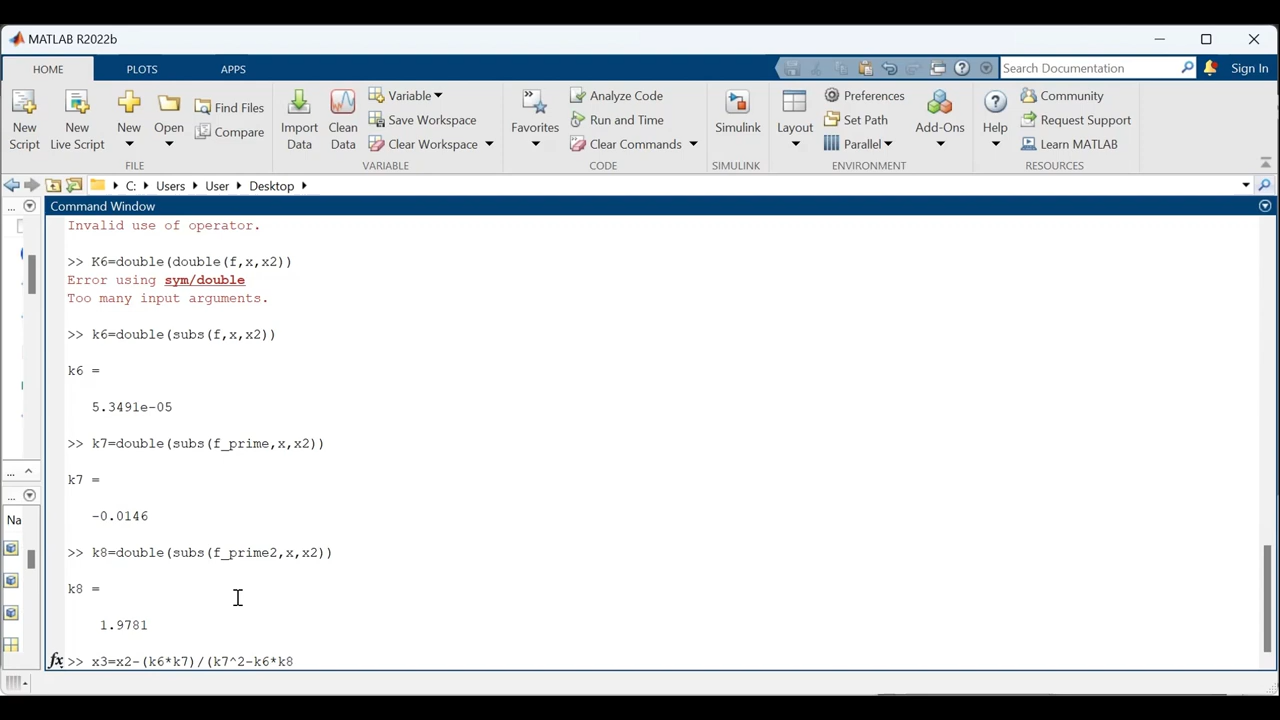 MATLAB R2022b
HOME PLOTS APPS Search Documentation Sign In
New Script New Live Script New Open Find Files Compare Import Data Clean Data Variable Save Workspace Clear Workspace Favorites Analyze Code Run and Time Clear Commands Simulink Layout Preferences Set Path Parallel Add-Ons Help Community Request Support Learn MATLAB
FILE VARIABLE CODE SIMULINK ENVIRONMENT RESOURCES
C: Users User Desktop
... Command Window
Invalid use of operator.
>> K6=double(double(f,x,x2))
Error using sym/double
Too many input arguments.
>> k6=double(subs(f,x,x2))
k6 =
5.3491e-05
>> k7=double(subs(f_prime,x,x2))
...
k7 =
...
-0.0146
Na
>> k8=double(subs(f_prime2,x,x2))
k8 =
1.9781
fx >> x3=x2-(k6*k7)/(k7^2-k6*k8